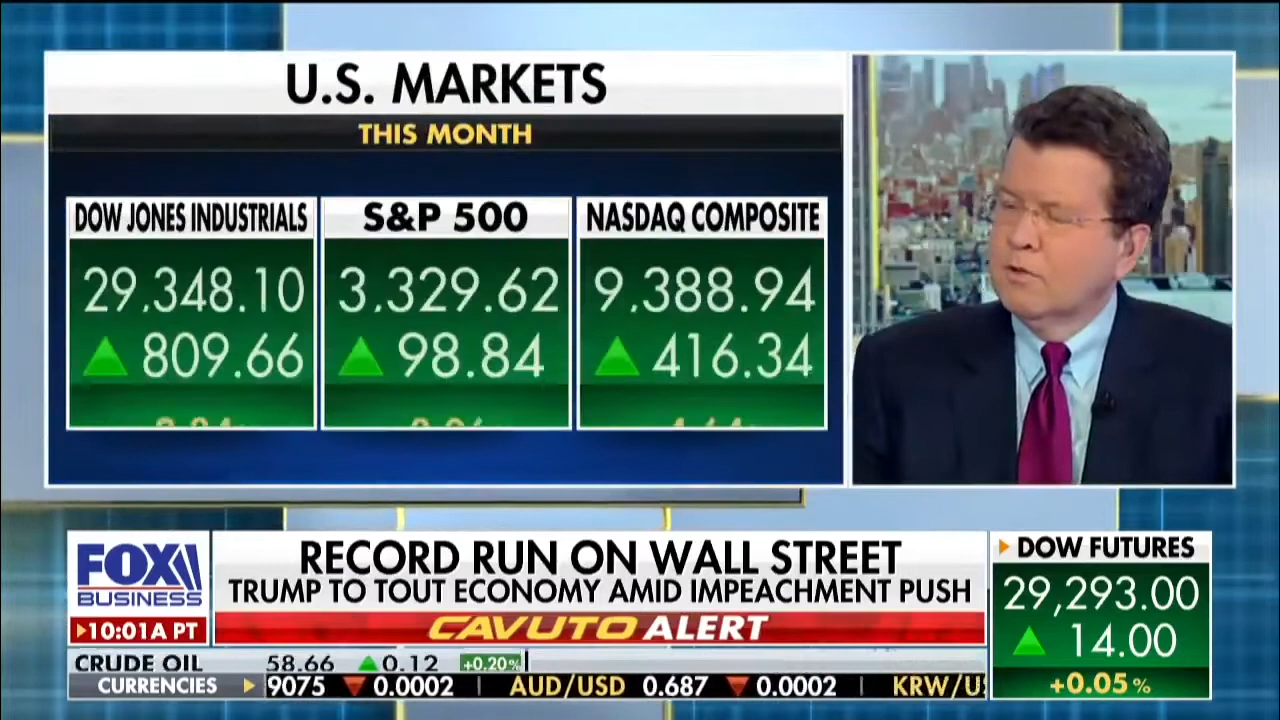 U.S. MARKETS
THIS MONTH
DOW JONES INDUSTRIALS
29,348.10
▲ 809.66
S&P 500
3,329.62
▲ 98.84
NASDAQ COMPOSITE
9,388.94
▲ 416.34
FOX
BUSINESS
10:01A PT
RECORD RUN ON WALL STREET
TRUMP TO TOUT ECONOMY AMID IMPEACHMENT PUSH
CAVUTO ALERT
DOW FUTURES
29,293.00
▲ 14.00
+0.05%
CRUDE OIL 58.66 ▲0.12 +0.20%
CURRENCIES 9075 ▼0.0002 | AUD/USD 0.687 ▼0.0002 | KRW/U